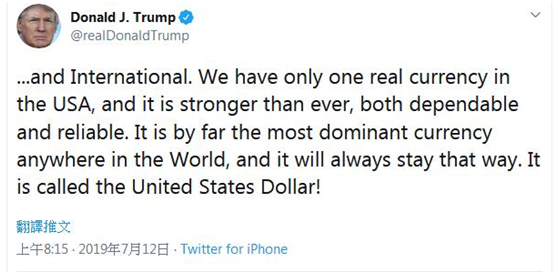 Donald J. Trump
@realDonaldTrump
...and International. We have only one real currency in
the USA, and it is stronger than ever, both dependable
and reliable. It is by far the most dominant currency
anywhere in the World, and it will always stay that way. It
is called the United States Dollar!
翻譯推文
上午8:15 · 2019年7月12日 · Twitter for iPhone